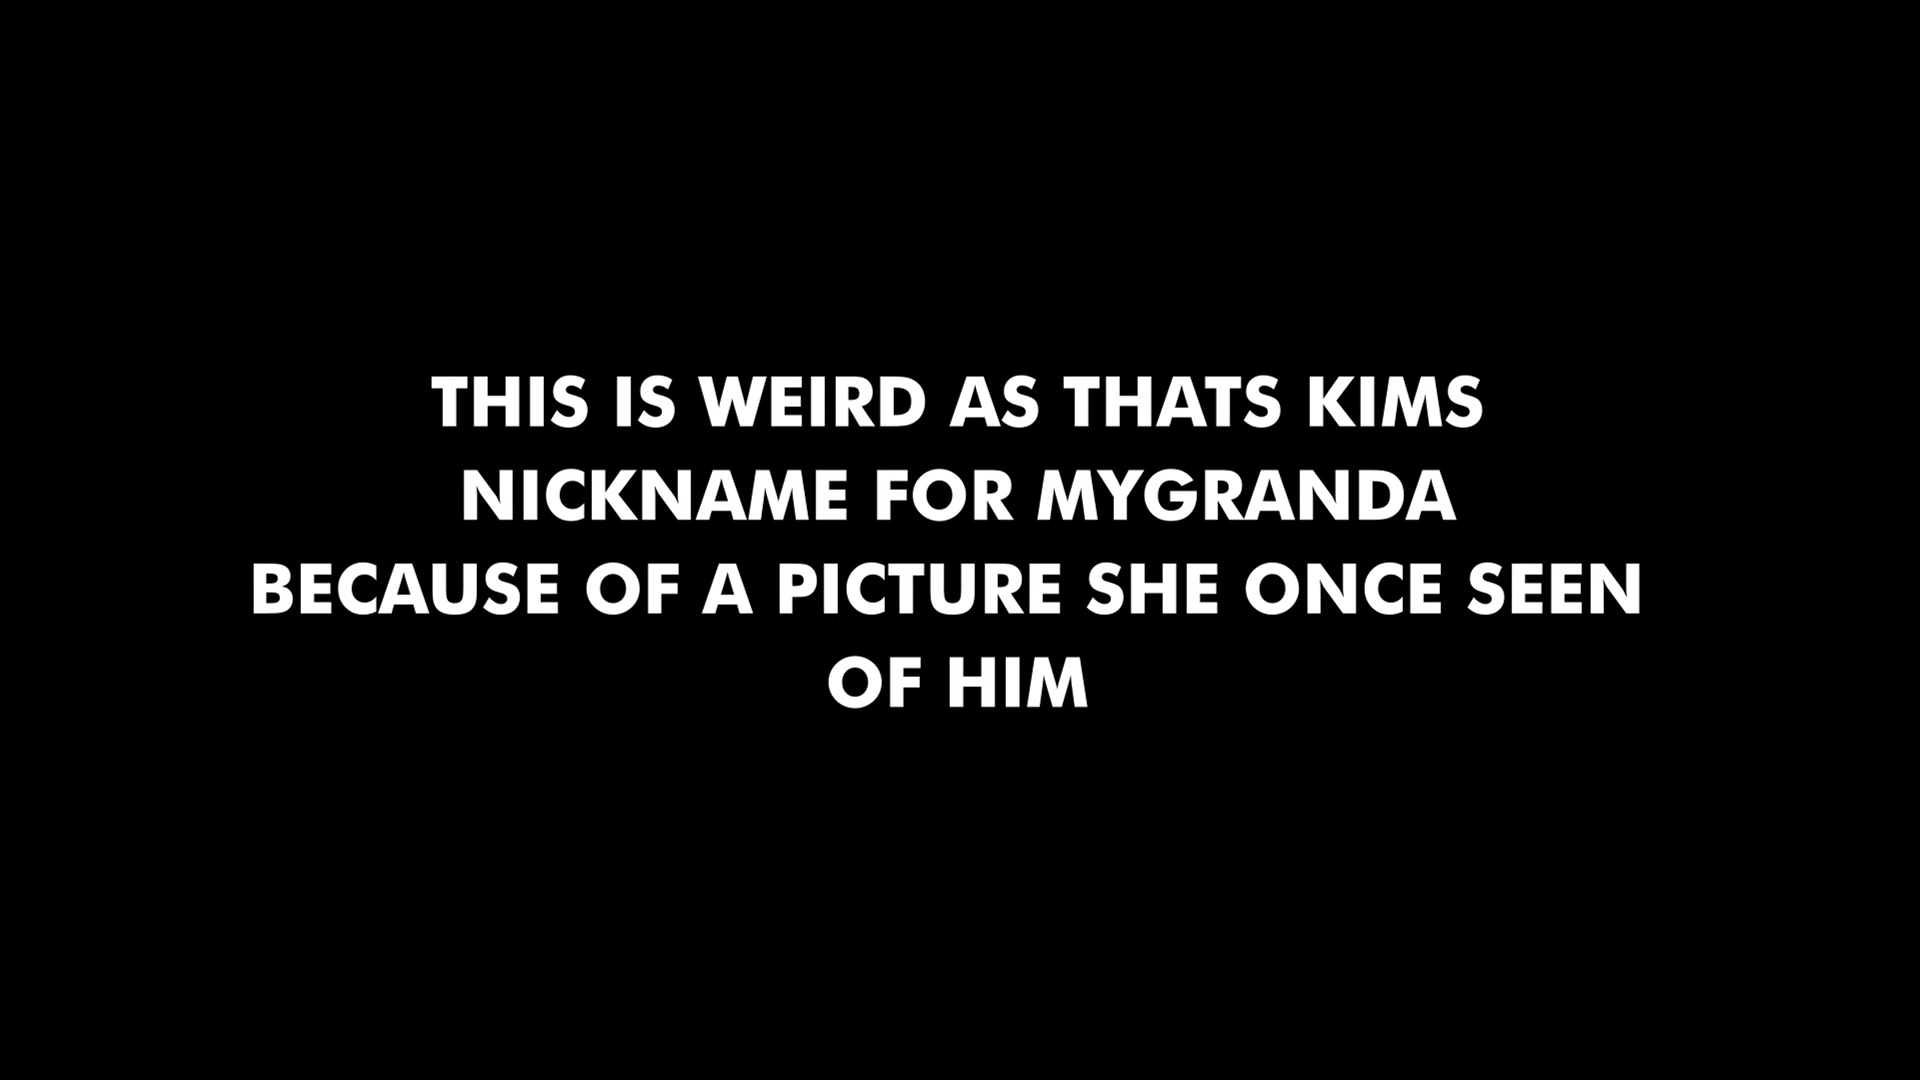 THIS IS WEIRD AS THATS KIMS
NICKNAME FOR MYGRANDA
BECAUSE OF A PICTURE SHE ONCE SEEN
OF HIM